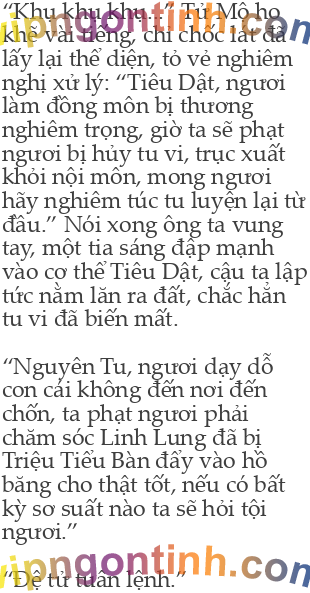 “Khụ khụ khụ...” Tư Mô ho
khẽ vài tiếng, chỉ chốc lát đã
lấy lại thể diện, tỏ vẻ nghiêm
nghị xử lý: “Tiêu Dật, ngươi
làm đồng môn bị thương
nghiêm trọng, giờ ta sẽ phạt
ngươi bị hủy tu vi, trục xuất
khỏi nội môn, mong ngươi
hãy nghiêm túc tu luyện lại từ
đầu.” Nói xong ông ta vung
tay, một tia sáng đập mạnh
vào cơ thể Tiêu Dật, cậu ta lập
tức nằm lăn ra đất, chắc hẳn
tu vi đã biến mất.
“Nguyên Tu, ngươi dạy dỗ
con cái không đến nơi đến
chốn, ta phạt ngươi phải
chăm sóc Linh Lung đã bị
Triệu Tiểu Bàn đẩy vào hồ
băng cho thật tốt, nếu có bất
kỳ sơ suất nào ta sẽ hỏi tội
ngươi.”
vipngontinh.com
“Đệ tử tuân lệnh.”